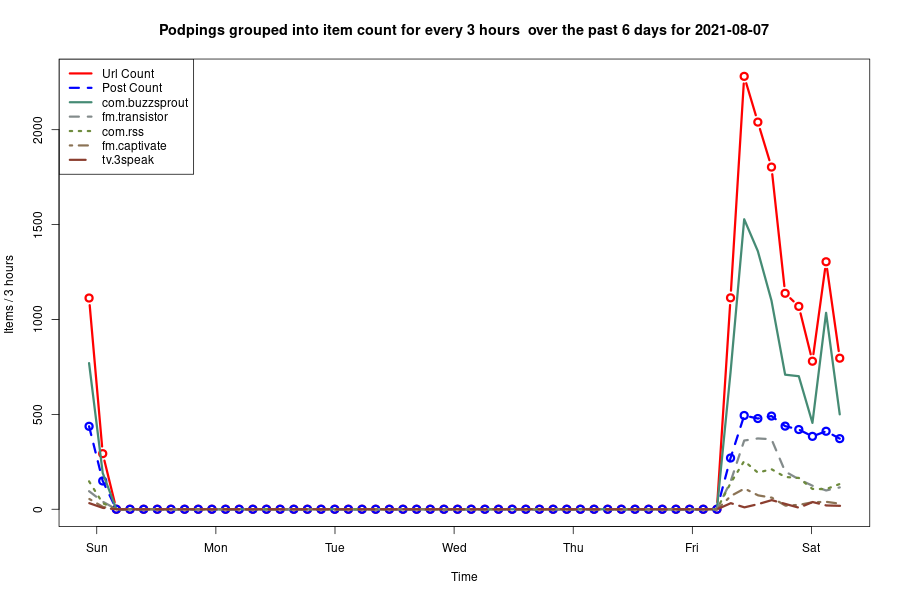 Podpings grouped into item count for every 3 hours  over the past 6 days for 2021-08-07
Url Count
Post Count
com.buzzsprout
fm.transistor
com.rss
fm.captivate
tv.3speak
Items / 3 hours
2000
1500
1000
500
0
Sun Mon Tue Wed Thu Fri Sat
Time